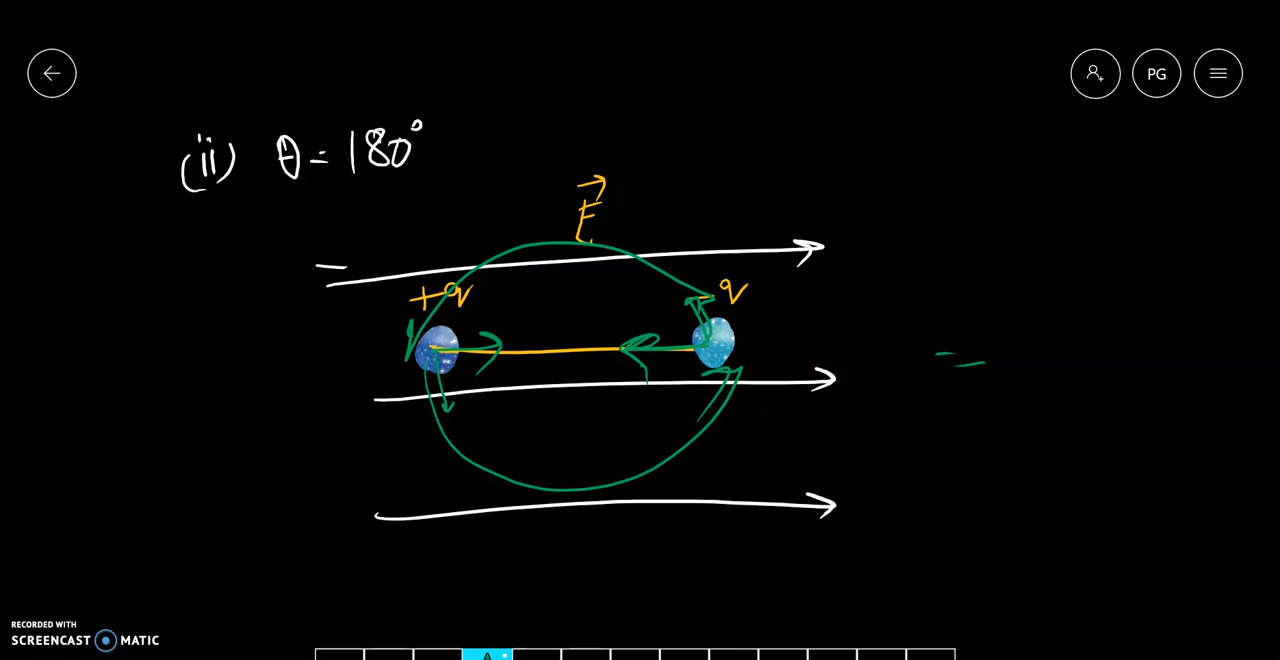 PG
(ii) θ = 180°
E⃗
+q
-q
RECORDED WITH
SCREENCAST MATIC